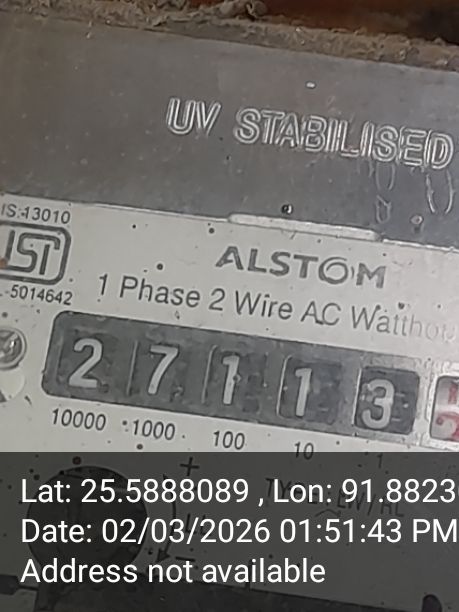 UV STABILISED
IS:13010
ISI
-5014642
ALSTOM
1 Phase 2 Wire AC
2 7 1 1 3
10000 1000 100 10 1
Lat: 25.5888089 , Lon: 91.8823
Date: 02/03/2026 01:51:43 PM
Address not available